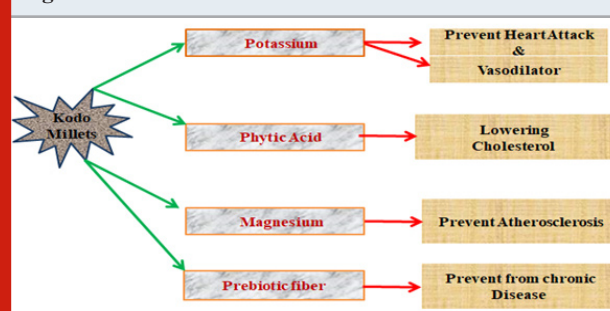 Kodo
Millets
Potassium
Prevent Heart Attack
&
Vasodilator
Phytic Acid
Lowering
Cholesterol
Magnesium
Prevent Atherosclerosis
Prebiotic fiber
Prevent from chronic
Disease